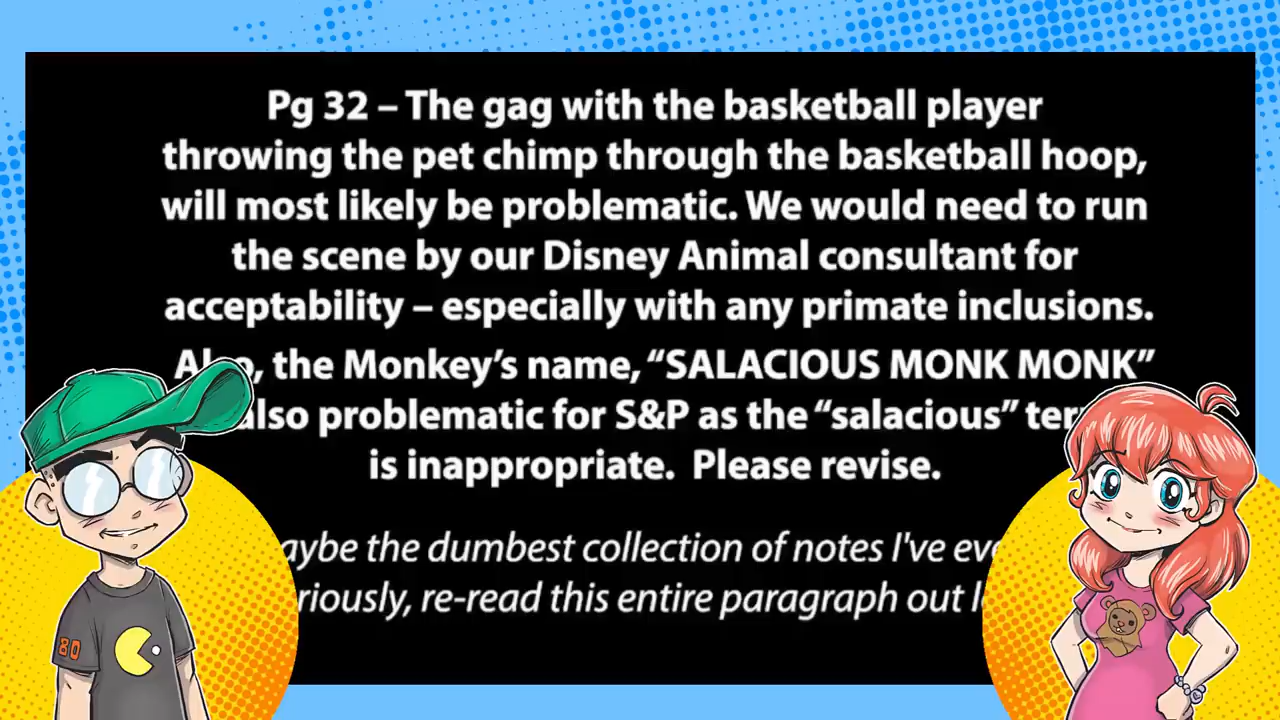 Pg 32 – The gag with the basketball player
throwing the pet chimp through the basketball hoop,
will most likely be problematic. We would need to run
the scene by our Disney Animal consultant for
acceptability – especially with any primate inclusions.
the Monkey's name, “SALACIOUS MONK MONK”
also problematic for S&P as the “salacious”
is inappropriate. Please revise.
the dumbest collection of notes I've
re-read this entire paragraph out
80